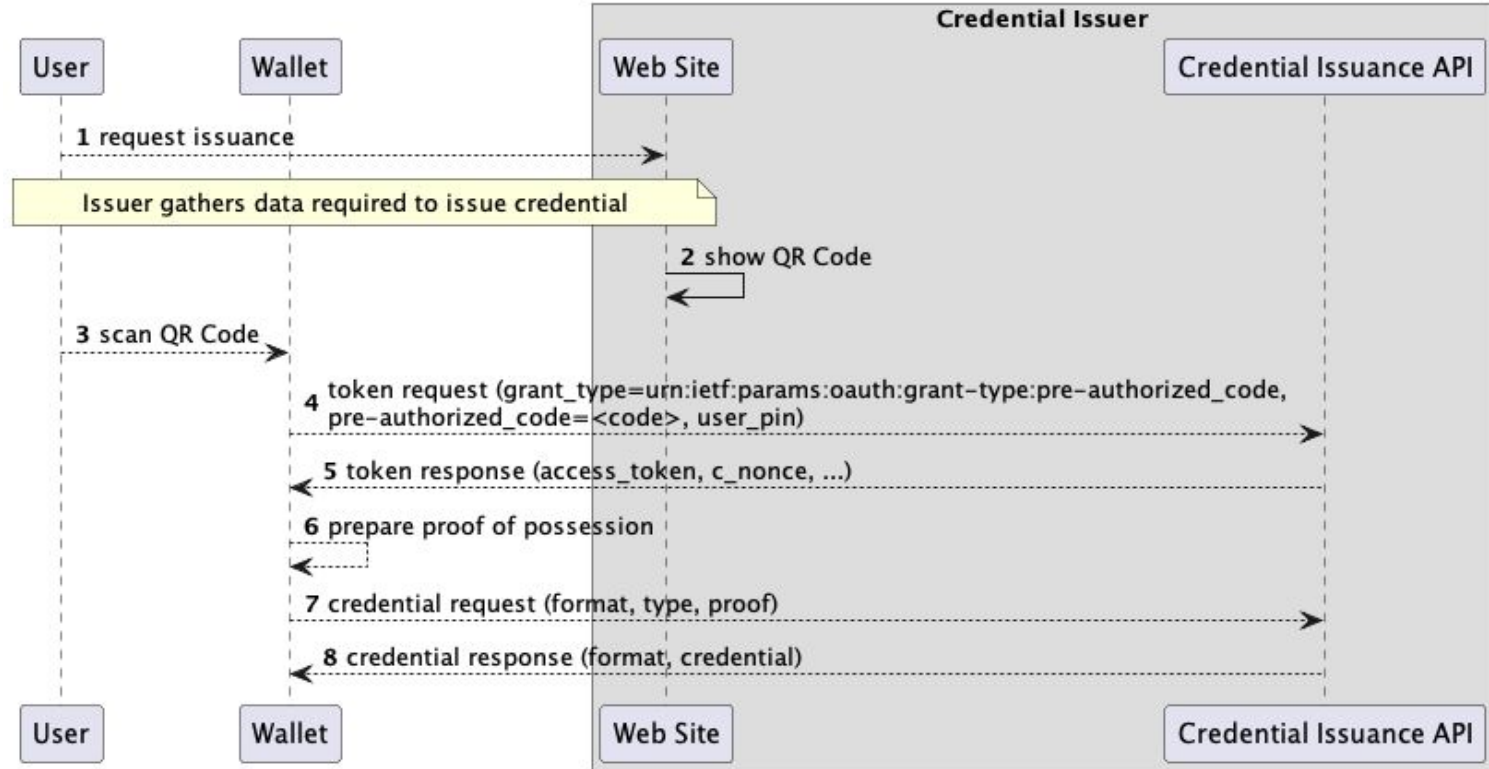 Credential Issuer
User
Wallet
Web Site
Credential Issuance API
1 request issuance
Issuer gathers data required to issue credential
2 show QR Code
3 scan QR Code
4 token request (grant_type=urn:ietf:params:oauth:grant-type:pre-authorized_code,
pre-authorized_code=<code>, user_pin)
5 token response (access_token, c_nonce, ...)
6 prepare proof of possession
7 credential request (format, type, proof)
8 credential response (format, credential)
User
Wallet
Web Site
Credential Issuance API